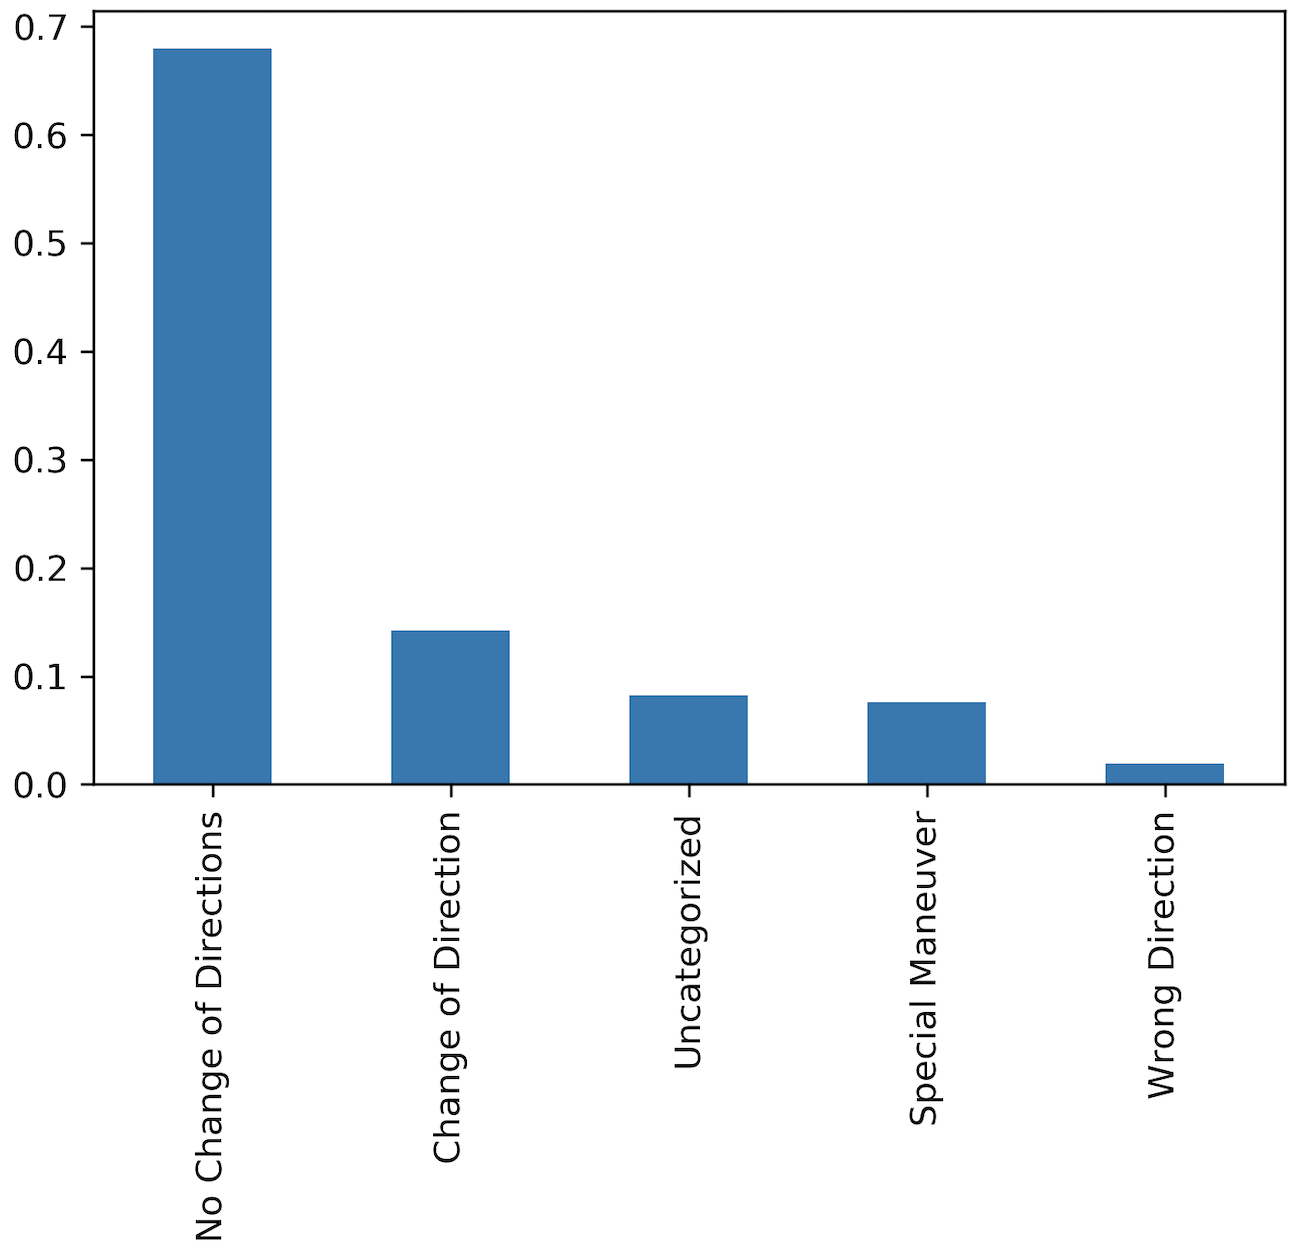 0.7
0.6
0.5
0.4
0.3
0.2
0.1
0.0
No Change of Directions
Change of Direction
Uncategorized
Special Maneuver
Wrong Direction